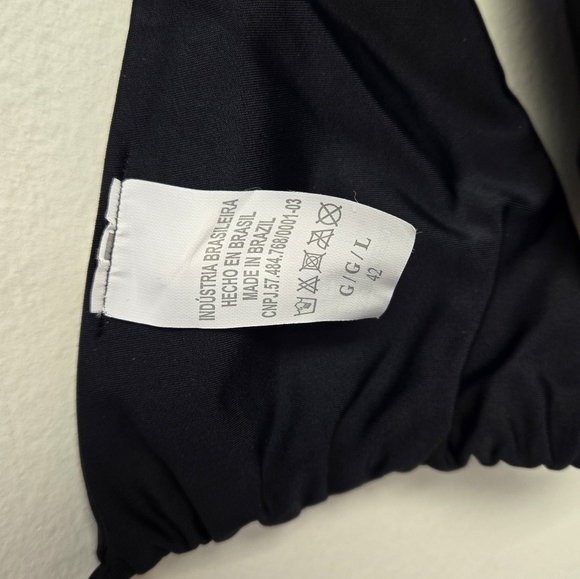 INDÚSTRIA BRASILEIRA
HECHO EN BRASIL
MADE IN BRAZIL
CNPJ.57.484.768/0001-03
G / G / L
42